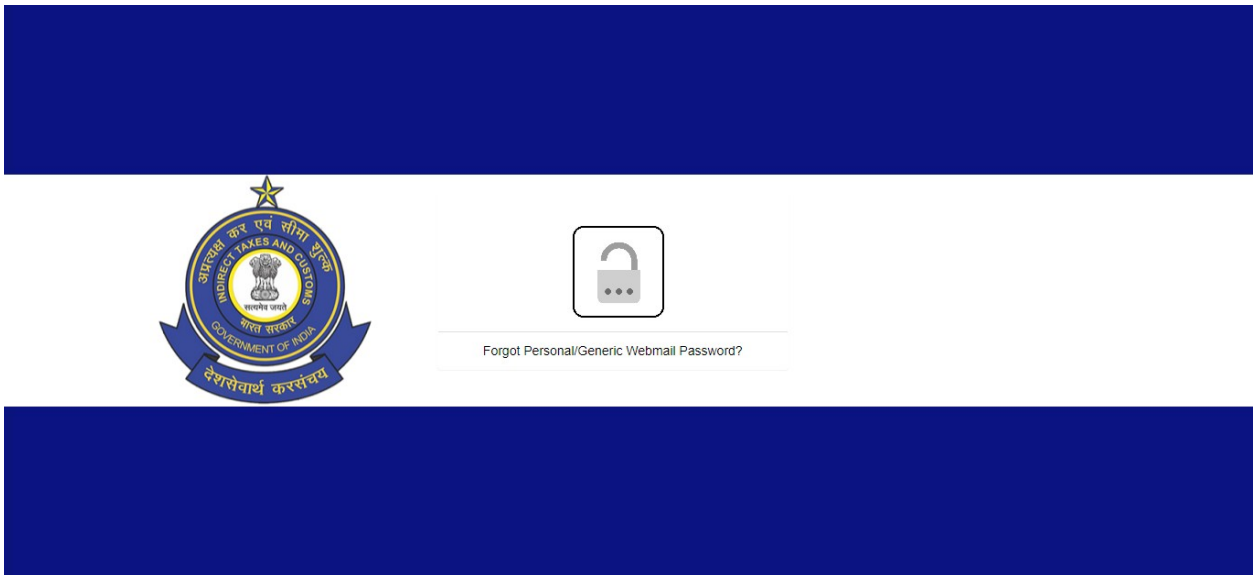 अप्रत्यक्ष कर एवं सीमा शुल्क
INDIRECT TAXES AND CUSTOMS
सत्यमेव जयते
भारत सरकार
GOVERNMENT OF INDIA
देशसेवार्थ करसंचय
Forgot Personal/Generic Webmail Password?